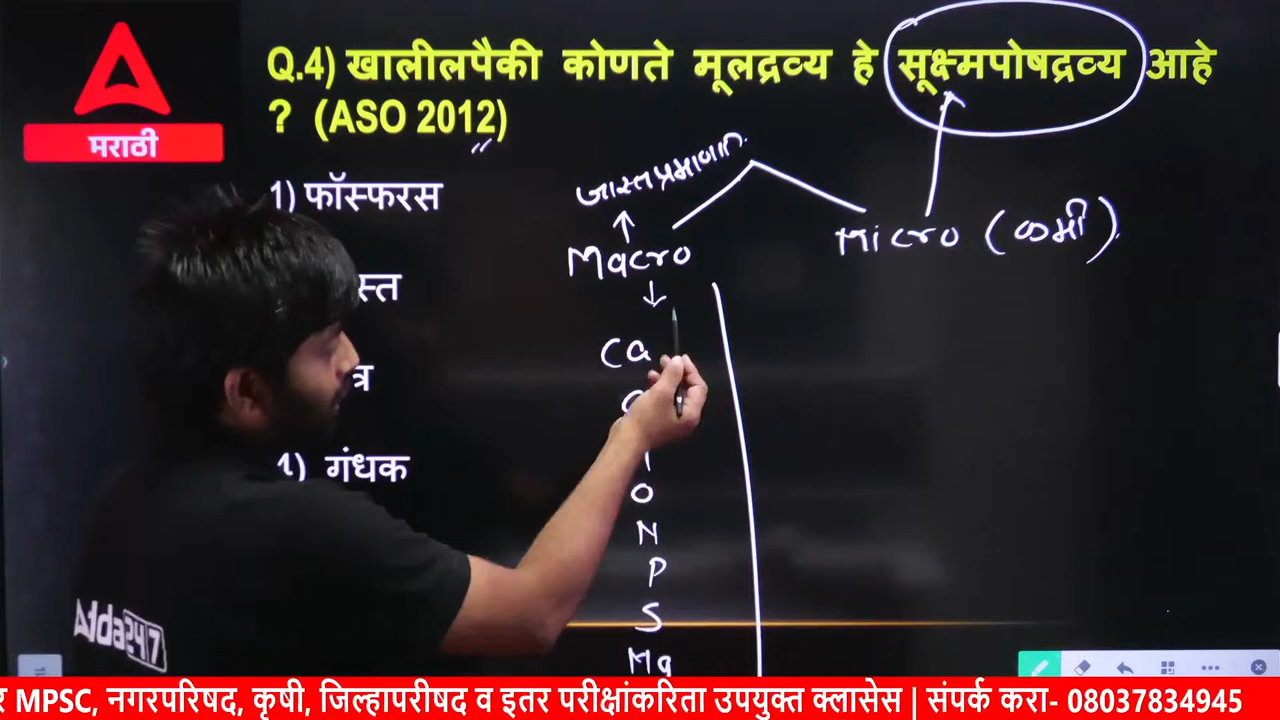 मराठी
Q.4) खालीलपैकी कोणते मूलद्रव्य हे सूक्ष्मपोषद्रव्य आहे
? (ASO 2012)
1) फॉस्फरस
स्त
त्र
4) गंधक
जास्त प्रमाणात
Macro
Micro (कमी)
Ca
O
N
P
S
Mg
Adda247
MPSC, नगरपरिषद, कृषी, जिल्हापरीषद व इतर परीक्षांकरिता उपयुक्त क्लासेस | संपर्क करा- 08037834945